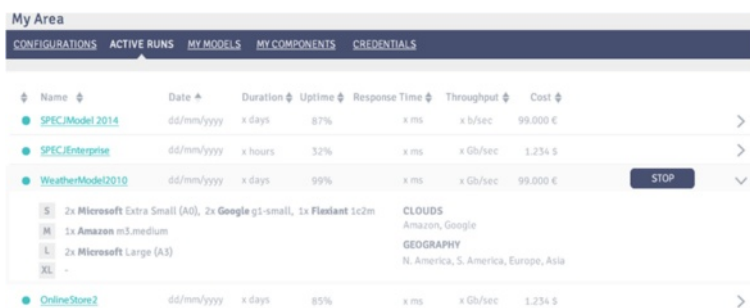 My Area
CONFIGURATIONS ACTIVE RUNS MY MODELS MY COMPONENTS CREDENTIALS
Name Date Duration Uptime Response Time Throughput Cost
SPECJModel 2014 dd/mm/yyyy x days 87% x ms x b/sec 99.000 €
SPECJEnterprise dd/mm/yyyy x hours 32% x ms x Gb/sec 1.234 $
WeatherModel2010 dd/mm/yyyy x days 99% x ms x Gb/sec 99.000 € STOP
S 2x Microsoft Extra Small (A0), 2x Google g1-small, 1x Flexiant 1c2m CLOUDS
M 1x Amazon m3.medium Amazon, Google
L 2x Microsoft Large (A3) GEOGRAPHY
XL - N. America, S. America, Europe, Asia
OnlineStore2 dd/mm/yyyy x days 85% x ms x Gb/sec 1.234 $